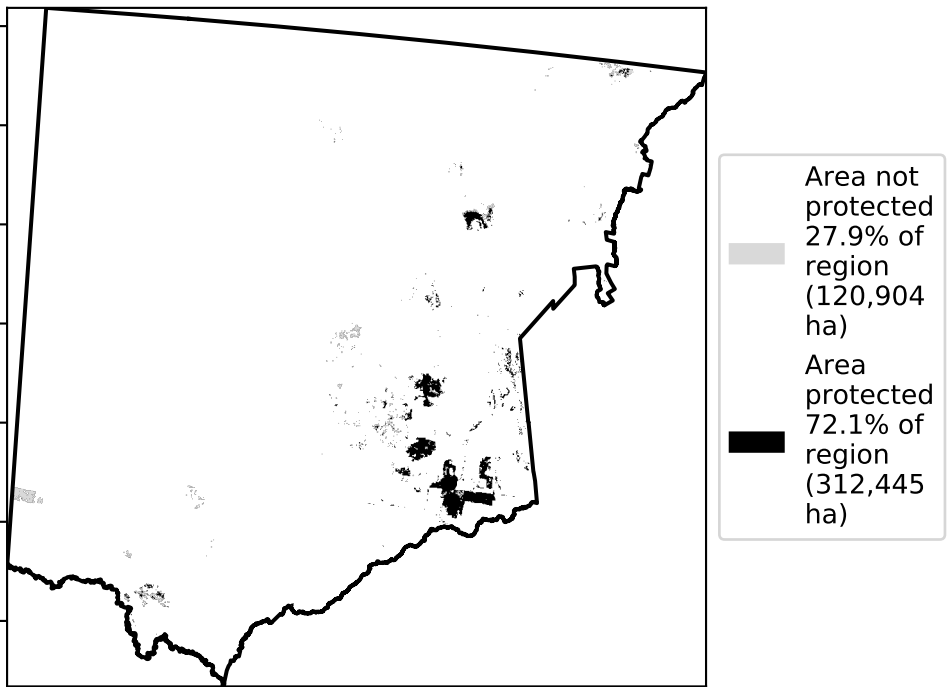 Area not
protected
27.9% of
region
(120,904
ha)
Area
protected
72.1% of
region
(312,445
ha)